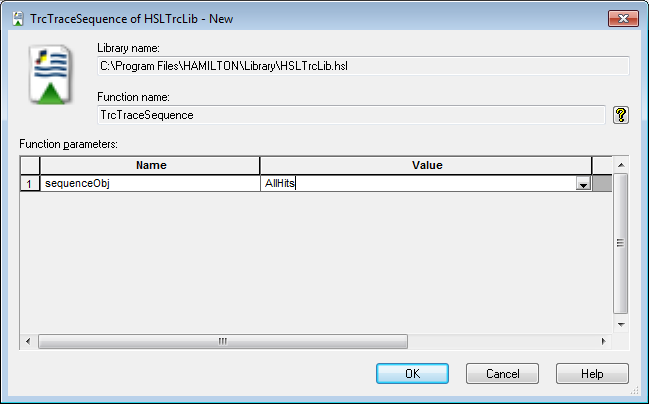 TrcTraceSequence of HSLTrcLib - New
Library name:
C:\Program Files\HAMILTON\Library\HSLTrcLib.hsl
Function name:
TrcTraceSequence
Function parameters:
Name Value
1 sequenceObj AllHits
OK Cancel Help